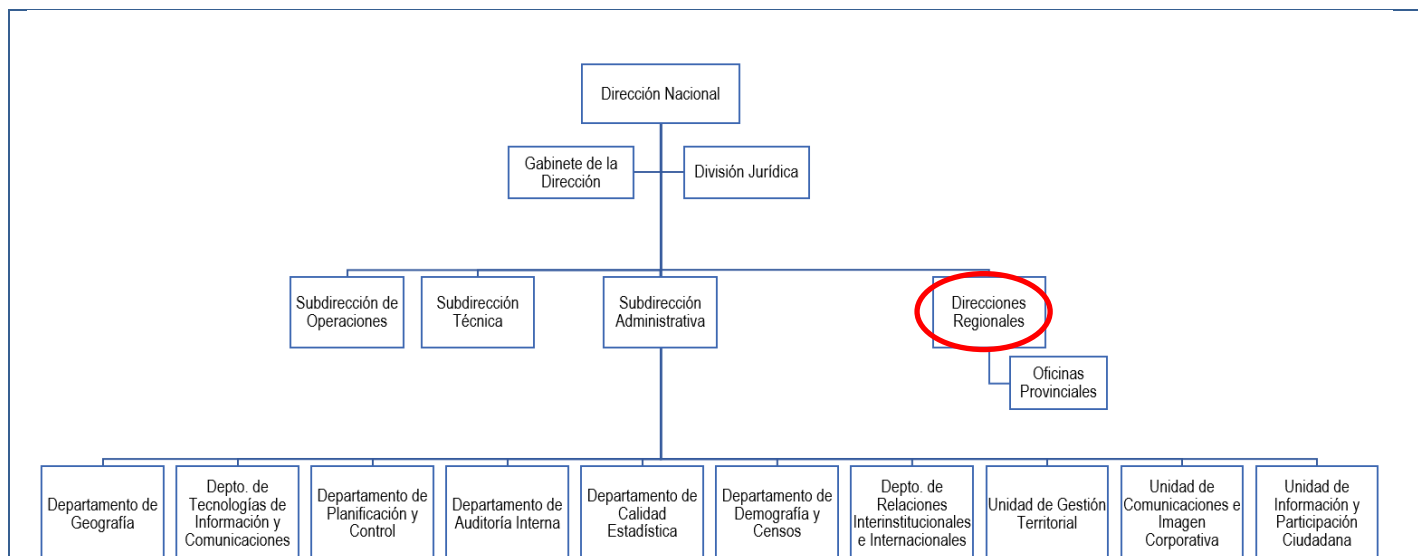 Dirección Nacional
Gabinete de la
Dirección
División Jurídica
Subdirección de
Operaciones
Subdirección
Técnica
Subdirección
Administrativa
Direcciones
Regionales
Oficinas
Provinciales
Departamento de
Geografía
Depto. de
Tecnologías de
Información y
Comunicaciones
Departamento de
Planificación y
Control
Departamento de
Auditoría Interna
Departamento de
Calidad
Estadística
Departamento de
Demografía y
Censos
Depto. de
Relaciones
Interinstitucionales
e Internacionales
Unidad de Gestión
Territorial
Unidad de
Comunicaciones e
Imagen
Corporativa
Unidad de
Información y
Participación
Ciudadana